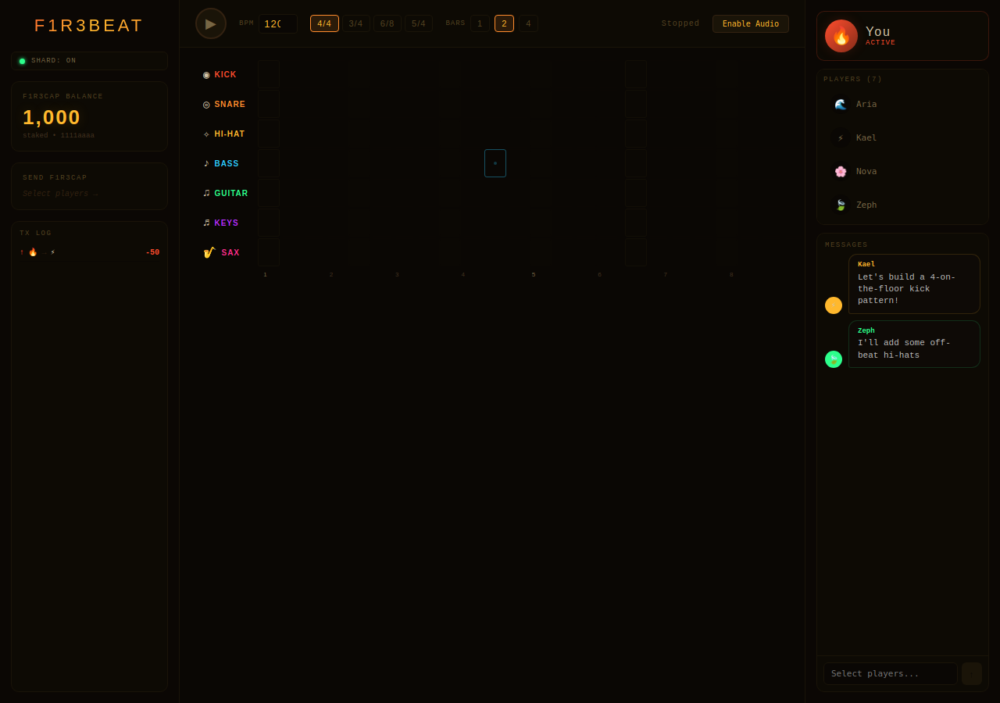 F1R3BEAT
SHARD: ON
F1R3CAP BALANCE
1,000
staked • 1111aaaa
SEND F1R3CAP
Select players …
TX LOG
-50
BPM 120 4/4 3/4 6/8 5/4 BARS 1 2 4 Stopped Enable Audio
KICK
SNARE
HI-HAT
BASS
GUITAR
KEYS
SAX
1 2 3 4 5 6 7 8
You
ACTIVE
PLAYERS (7)
Aria
Kael
Nova
Zeph
MESSAGES
Kael
Let's build a 4-on-
the-floor kick
pattern!
Zeph
I'll add some off-
beat hi-hats
Select players...